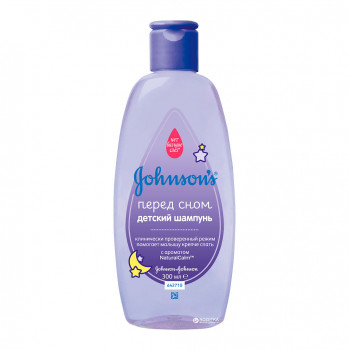 нет
больше
слёз!
Johnson's
перед сном
детский шампунь
клинически проверенный режим
помогает малышу крепче спать
с ароматом
NaturalCalm™
Johnson & Johnson
300 мл e